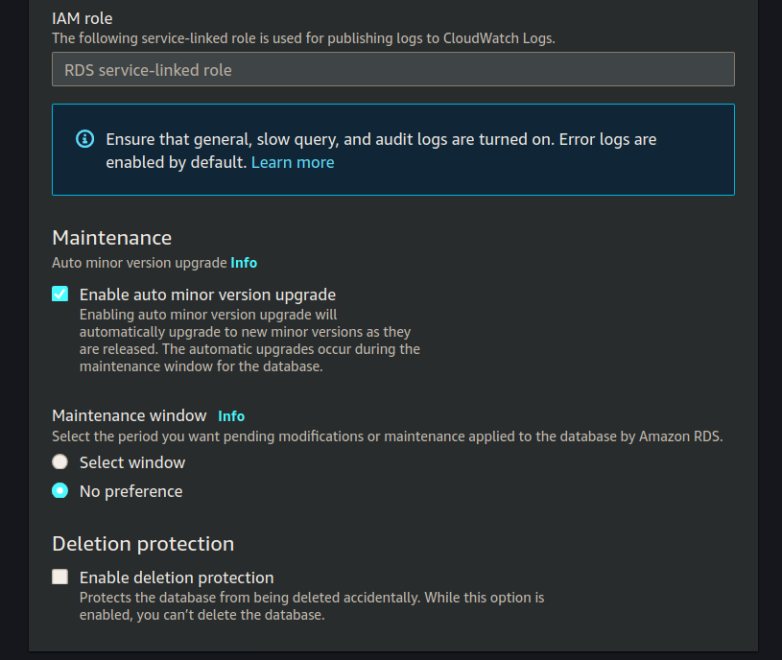 IAM role
The following service-linked role is used for publishing logs to CloudWatch Logs.
RDS service-linked role
Ensure that general, slow query, and audit logs are turned on. Error logs are
enabled by default. Learn more
Maintenance
Auto minor version upgrade Info
Enable auto minor version upgrade
Enabling auto minor version upgrade will
automatically upgrade to new minor versions as they
are released. The automatic upgrades occur during the
maintenance window for the database.
Maintenance window Info
Select the period you want pending modifications or maintenance applied to the database by Amazon RDS.
Select window
No preference
Deletion protection
Enable deletion protection
Protects the database from being deleted accidentally. While this option is
enabled, you can’t delete the database.